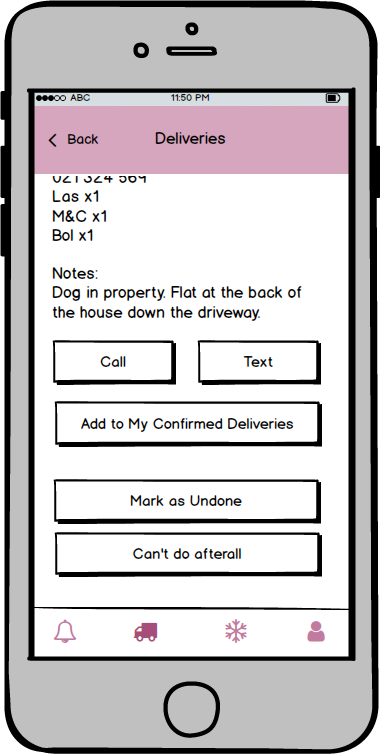 ABC 11:50 PM
Back Deliveries
021 324 569
Las x1
M&C x1
Bol x1
Notes:
Dog in property. Flat at the back of
the house down the driveway.
Call Text
Add to My Confirmed Deliveries
Mark as Undone
Can't do afterall